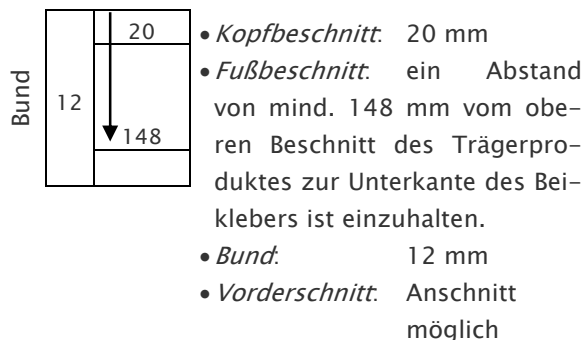 Bund
20
12
148
• Kopfbeschnitt: 20 mm
• Fußbeschnitt: ein Abstand
von mind. 148 mm vom obe-
ren Beschnitt des Trägerpro-
duktes zur Unterkante des Bei-
klebers ist einzuhalten.
• Bund: 12 mm
• Vorderschnitt: Anschnitt
möglich